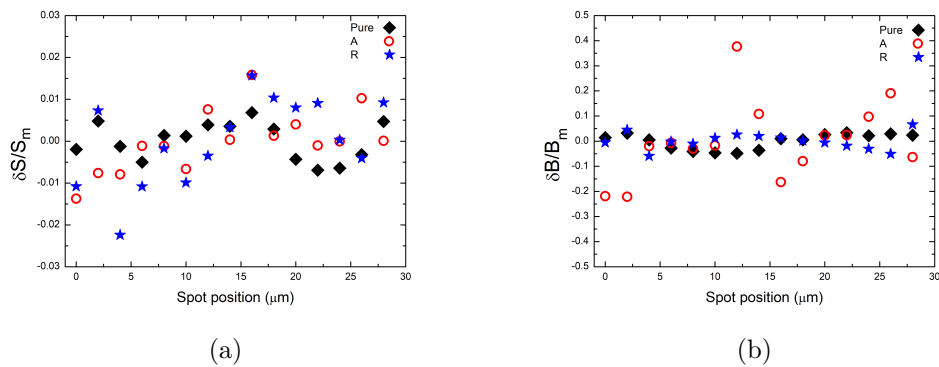 0.03
0.02
0.01
0.00
-0.01
-0.02
-0.03
δS/Sm
0 5 10 15 20 25 30
Spot position (μm)
Pure
A
R
(a)
0.5
0.4
0.3
0.2
0.1
0.0
-0.1
-0.2
-0.3
-0.4
-0.5
δB/Bm
0 5 10 15 20 25 30
Spot position (μm)
Pure
A
R
(b)